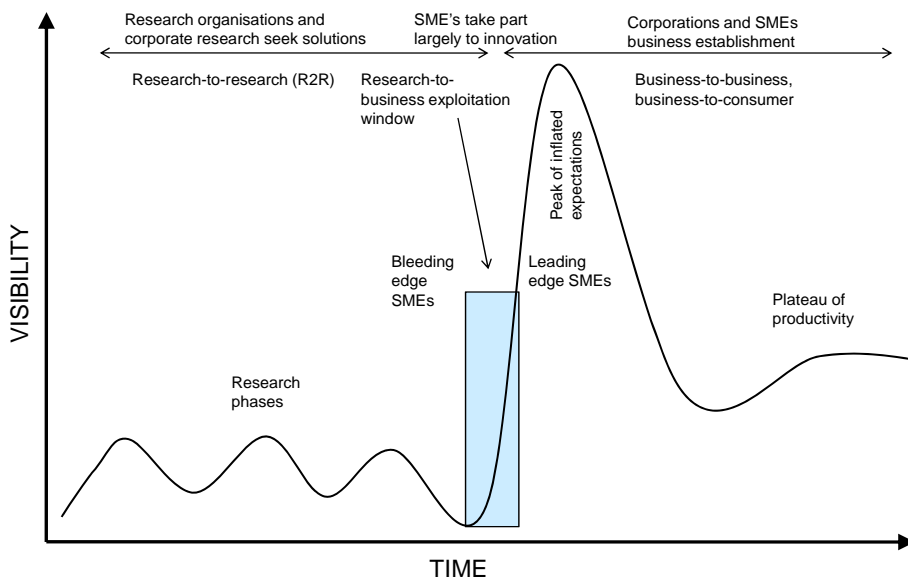 Research organisations and
corporate research seek solutions
SME's take part
largely to innovation
Corporations and SMEs
business establishment
Research-to-research (R2R)
Research-to-
business exploitation
window
Business-to-business,
business-to-consumer
Peak of inflated
expectations
Bleeding
edge
SMEs
Leading
edge SMEs
Plateau of
productivity
Research
phases
VISIBILITY
TIME